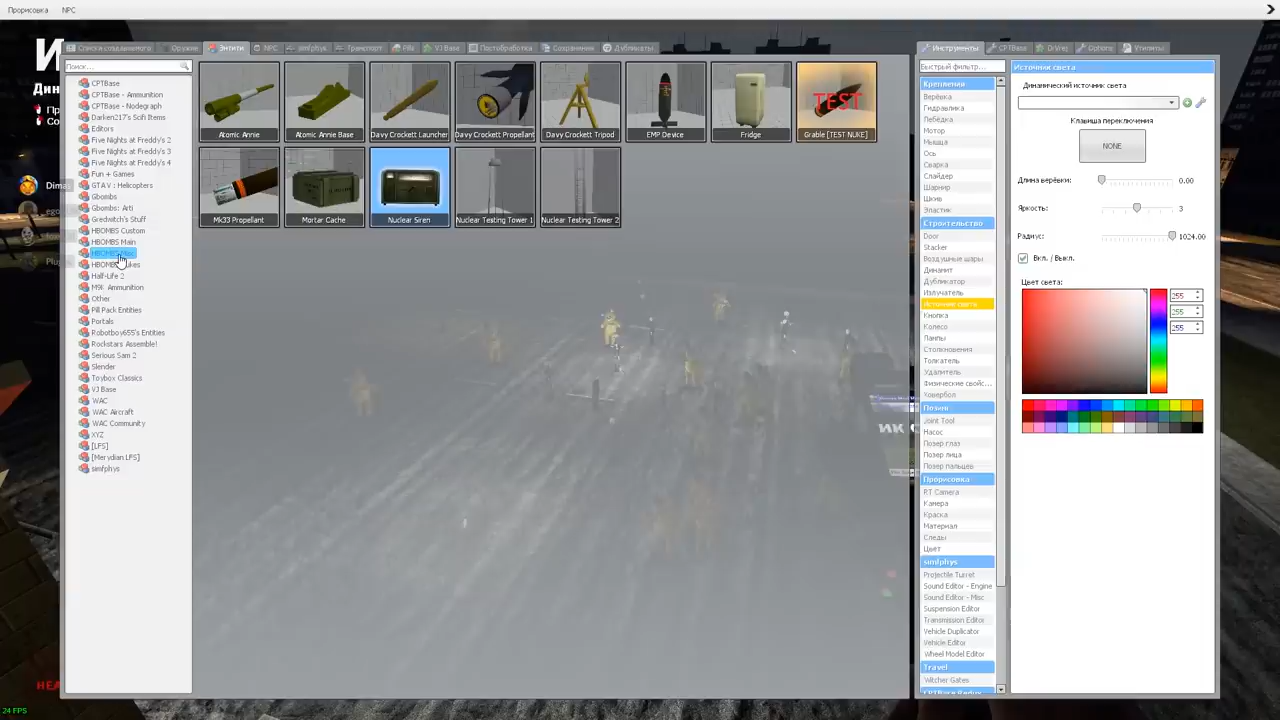 Прорисовка NPC
Списки созданного Оружие Энтити NPC simfphys Транспорт Pills VJ Base Постобработка Сохранения Дубликаты
Инструменты CPTBase DrVrej Options Утилиты
Поиск...
CPTBase
CPTBase - Ammunition
CPTBase - Nodegraph
Darken217's Scifi Items
Editors
Five Nights at Freddy's 2
Five Nights at Freddy's 3
Five Nights at Freddy's 4
Fun + Games
GTA V : Helicopters
Gbombs
Gbombs: Arti
Gredwitch's Stuff
HBOMBS Custom
HBOMBS Main
HBOMBS Misc
HBOMBS Nukes
Half-Life 2
M9K Ammunition
Other
Pill Pack Entities
Portals
Robotboy655's Entities
Rockstars Assemble!
Serious Sam 2
Slender
Toybox Classics
VJ Base
WAC
WAC Aircraft
WAC Community
XYZ
[LFS]
[Merydian LFS]
simfphys
Atomic Annie
Atomic Annie Base
Davy Crockett Launcher
Davy Crockett Propellant
Davy Crockett Tripod
EMP Device
Fridge
TEST
Grable [TEST NUKE]
Mk33 Propellant
Mortar Cache
Nuclear Siren
Nuclear Testing Tower 1
Nuclear Testing Tower 2
Быстрый фильтр...
Крепления
Верёвка
Гидравлика
Лебёдка
Мотор
Мышца
Ось
Сварка
Слайдер
Шарнир
Шкив
Эластик
Строительство
Door
Stacker
Воздушные шары
Динамит
Дубликатор
Излучатель
Источник света
Кнопка
Колесо
Лампы
Столкновения
Толкатель
Удалитель
Физические свойс...
Ховербол
Позинг
Joint Tool
Насос
Позер глаз
Позер лица
Позер пальцев
Прорисовка
RT Camera
Камера
Краска
Материал
Следы
Цвет
simfphys
Projectile Turret
Sound Editor - Engine
Sound Editor - Misc
Suspension Editor
Transmission Editor
Vehicle Duplicator
Vehicle Editor
Wheel Model Editor
Travel
Witcher Gates
CPTBase Redux
Источник света
Динамический источник света
Клавиша переключения
NONE
Длина верёвки: 0.00
Яркость: 3
Радиус: 1024.00
Вкл. / Выкл.
Цвет света:
255
255
255
24 FPS